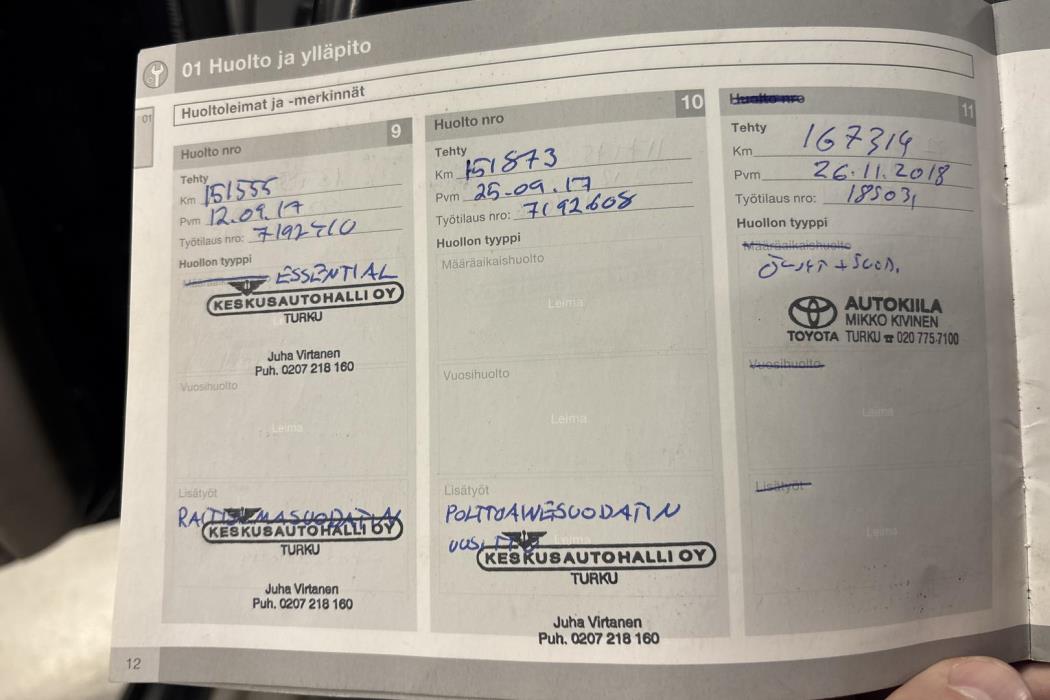 01 Huolto ja ylläpito
01
Huoltoleimat ja -merkinnät
Huolto nro 9
Tehty
Km 151555
Pvm 12.09.17
Työtilaus nro:
Huollon tyyppi
ESSENTIAL
KESKUSAUTOHALLI OY
TURKU
Juha Virtanen
Puh. 0207 218 160
Vuosihuolto
Leima
Lisätyöt
RAITISILMASUODATIN
KESKUSAUTOHALLI OY
TURKU
Juha Virtanen
Puh. 0207 218 160
Huolto nro 10
Tehty
Km 151873
Pvm 25-09.17
Työtilaus nro: 7192608
Huollon tyyppi
Määräaikaishuolto
Leima
Vuosihuolto
Leima
Lisätyöt
POLTTOAINESUODATIN
UUSITTU
Leima
KESKUSAUTOHALLI OY
TURKU
Juha Virtanen
Puh. 0207 218 160
Huolto nro 11
Tehty
Km 167314
Pvm 26.11.2018
Työtilaus nro: 185031
Huollon tyyppi
Määräaikaishuolto
AUTOKIILA
MIKKO KIVINEN
TOYOTA TURKU ☎ 020 775 7100
Vuosihuolto
Leima
Lisätyöt
Leima
12